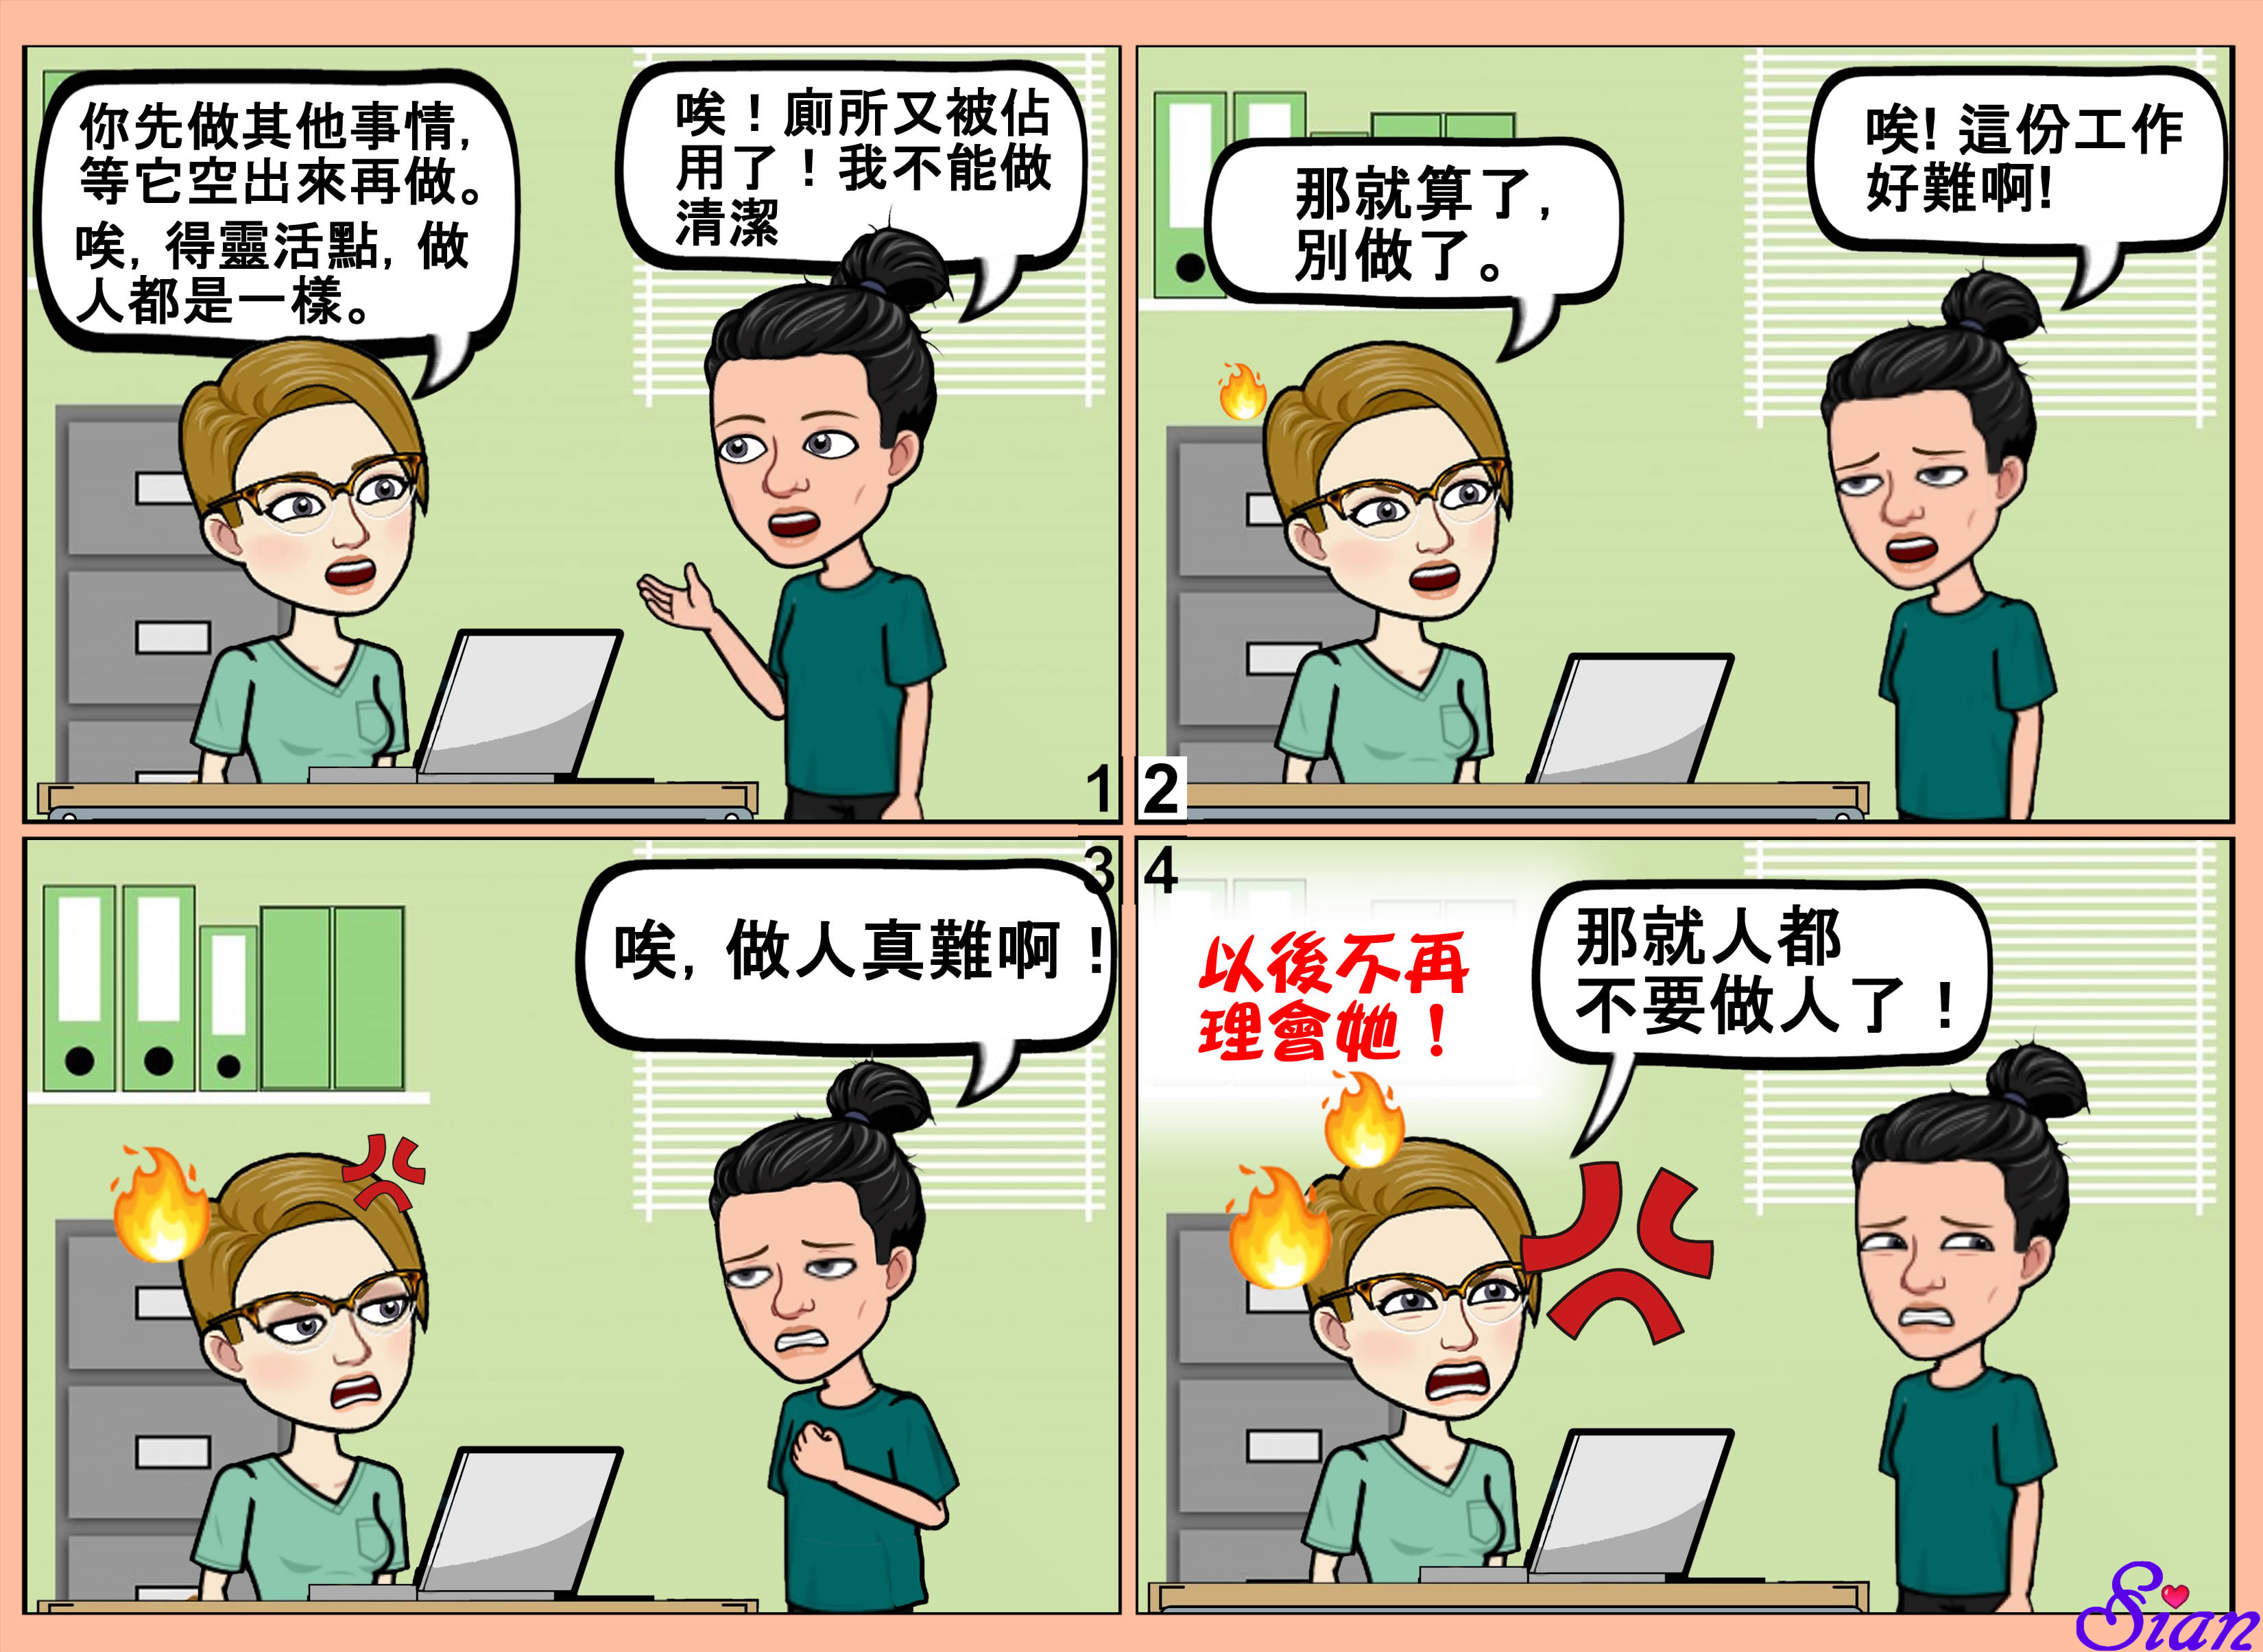 唉！廁所又被佔
用了！我不能做
清潔
你先做其他事情,
等它空出來再做。
唉, 得靈活點, 做
人都是一樣。
1
唉! 這份工作
好難啊!
那就算了,
別做了。
2
3
唉, 做人真難啊！
4
以後不再
理會她！
那就人都
不要做人了！
Sian